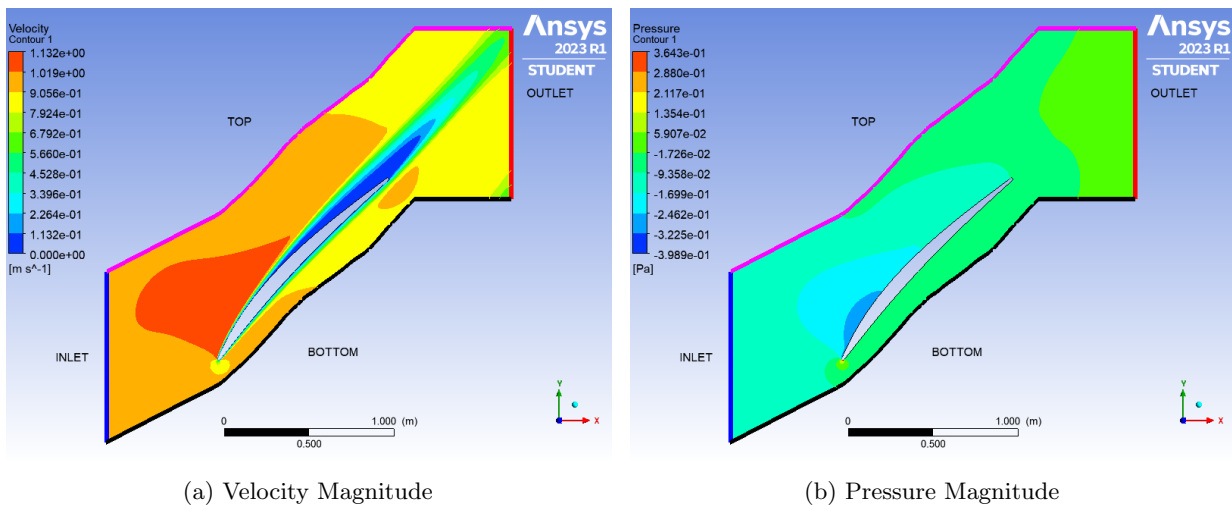 Velocity
Contour 1
1.132e+00
1.019e+00
9.056e-01
7.924e-01
6.792e-01
5.660e-01
4.528e-01
3.396e-01
2.264e-01
1.132e-01
0.000e+00
[m s^-1]
Ansys
2023 R1
STUDENT
OUTLET
TOP
INLET
BOTTOM
0 1.000 (m)
0.500
Y
X
(a) Velocity Magnitude
Pressure
Contour 1
3.643e-01
2.880e-01
2.117e-01
1.354e-01
5.907e-02
-1.726e-02
-9.358e-02
-1.699e-01
-2.462e-01
-3.225e-01
-3.989e-01
[Pa]
Ansys
2023 R1
STUDENT
OUTLET
TOP
INLET
BOTTOM
0 1.000 (m)
0.500
Y
X
(b) Pressure Magnitude